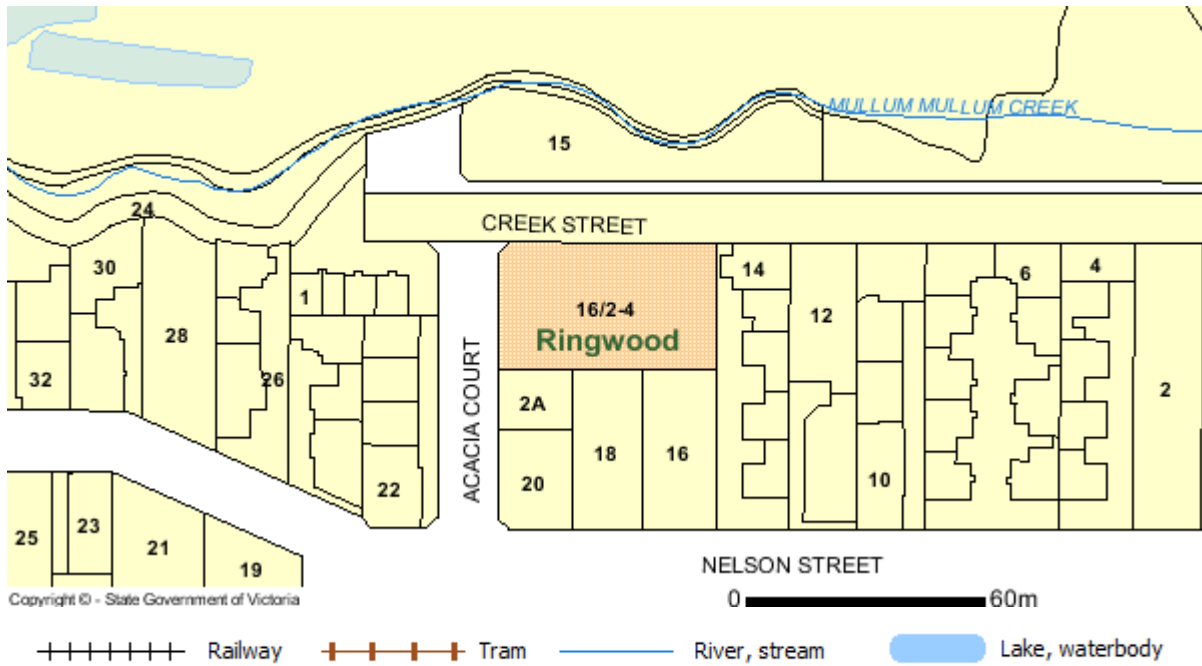 MULLUM MULLUM CREEK
15
24
CREEK STREET
30
14
6
4
1
16/2-4
12
28
Ringwood
32
26
ACACIA COURT
2A
2
18
16
20
22
10
25
23
21
19
NELSON STREET
Copyright © - State Government of Victoria
0 60m
Railway Tram River, stream Lake, waterbody